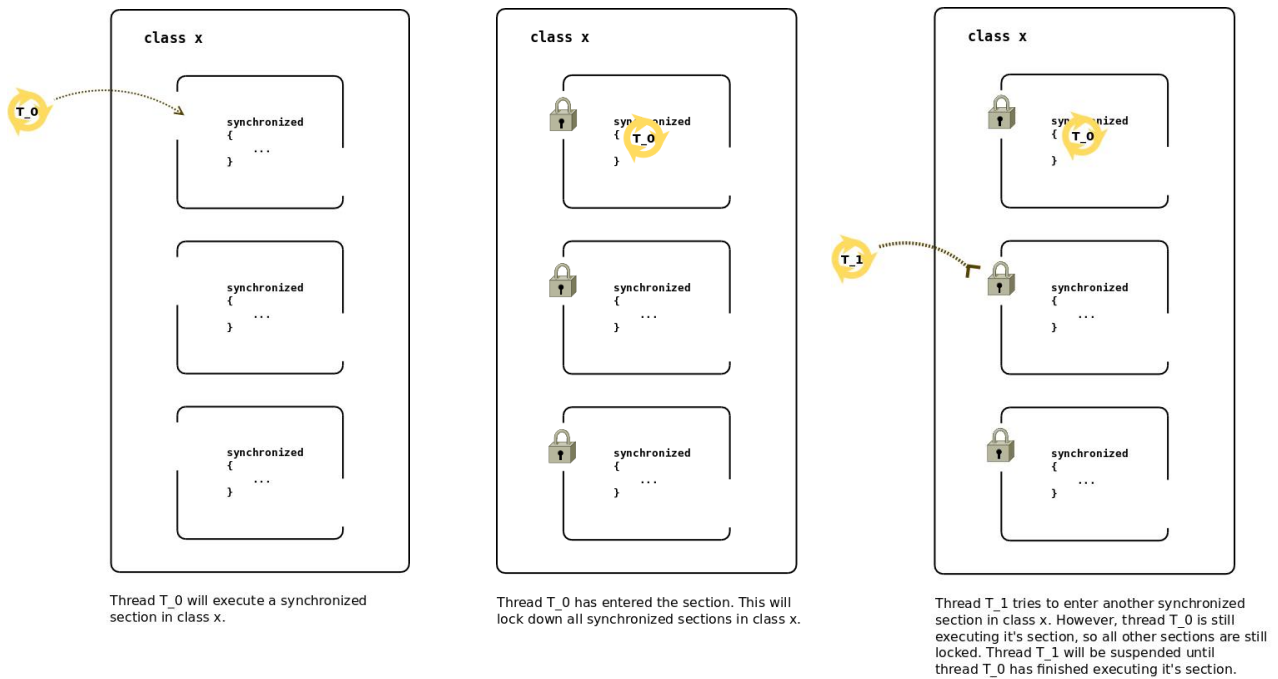 class x
T_0
synchronized
{
...
}
synchronized
{
...
}
synchronized
{
...
}
Thread T_0 will execute a synchronized
section in class x.
class x
synchronized
{
T_0
}
synchronized
{
...
}
synchronized
{
...
}
Thread T_0 has entered the section. This will
lock down all synchronized sections in class x.
class x
synchronized
{
T_0
}
T_1
synchronized
{
...
}
synchronized
{
...
}
Thread T_1 tries to enter another synchronized
section in class x. However, thread T_0 is still
executing it's section, so all other sections are still
locked. Thread T_1 will be suspended until
thread T_0 has finished executing it's section.